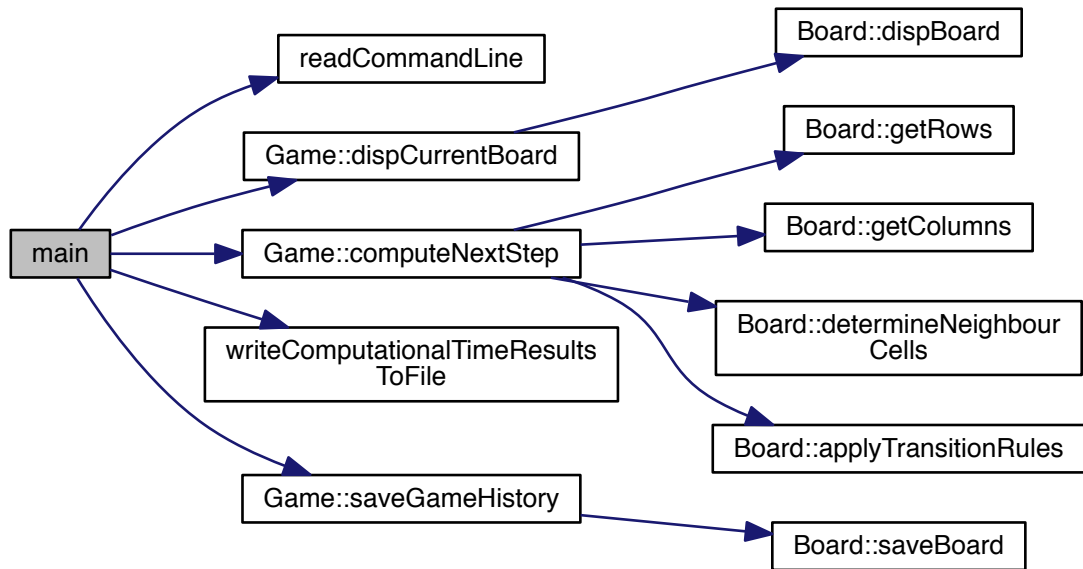 Board::dispBoard
readCommandLine
Board::getRows
Game::dispCurrentBoard
Board::getColumns
main
Game::computeNextStep
Board::determineNeighbour
Cells
writeComputationalTimeResults
ToFile
Board::applyTransitionRules
Game::saveGameHistory
Board::saveBoard